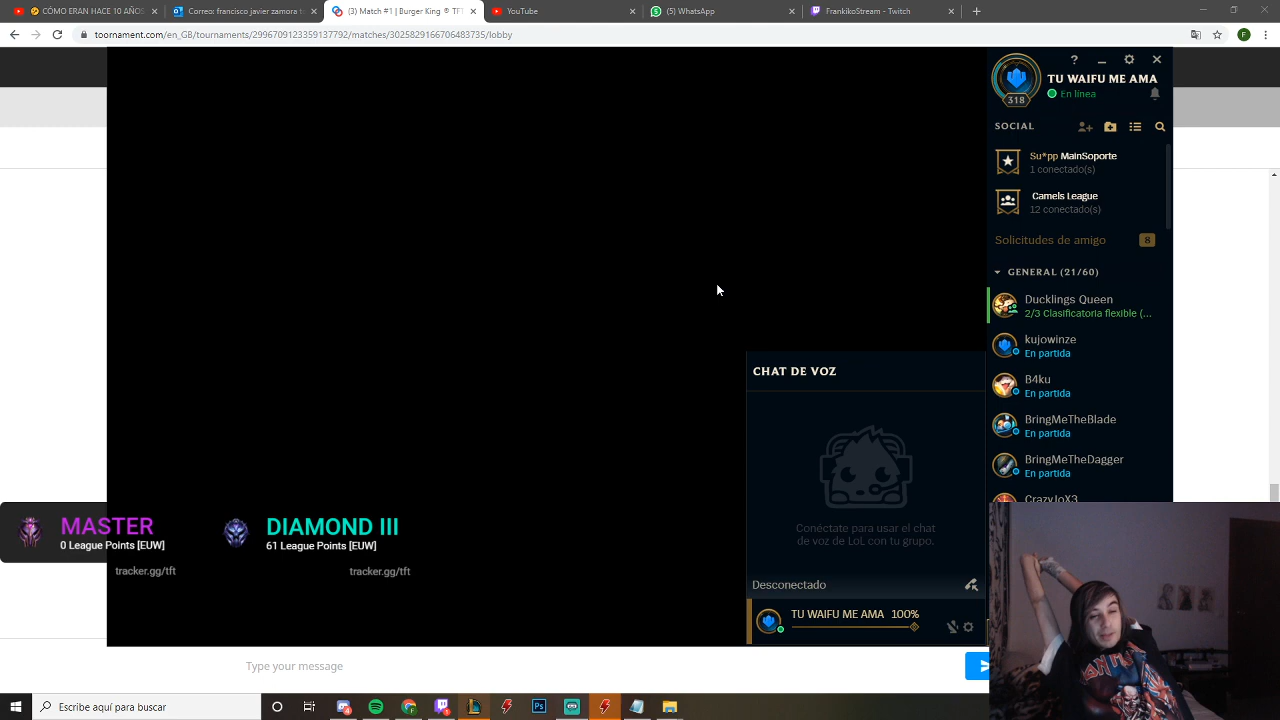 CÓMO ERAN HACE 10 AÑOS
Correo: francisco javier zamora t
(3) Match #1 | Burger King ® TFT
YouTube
(5) WhatsApp
FrankikoStream - Twitch
toornament.com/en_GB/tournaments/2996709123359137792/matches/3025829166706483735/lobby
F
TU WAIFU ME AMA
En línea
318
SOCIAL
Su*pp MainSoporte
1 conectado(s)
Camels League
12 conectado(s)
Solicitudes de amigo 8
GENERAL (21/60)
Ducklings Queen
2/3 Clasificatoria flexible (...
kujowinze
En partida
B4ku
En partida
BringMeTheBlade
En partida
BringMeTheDagger
En partida
CrazyJoX3
CHAT DE VOZ
Conéctate para usar el chat
de voz de LoL con tu grupo.
Desconectado
TU WAIFU ME AMA 100%
MASTER
0 League Points [EUW]
tracker.gg/tft
DIAMOND III
61 League Points [EUW]
tracker.gg/tft
Type your message
Escribe aquí para buscar
IRON MAIDEN